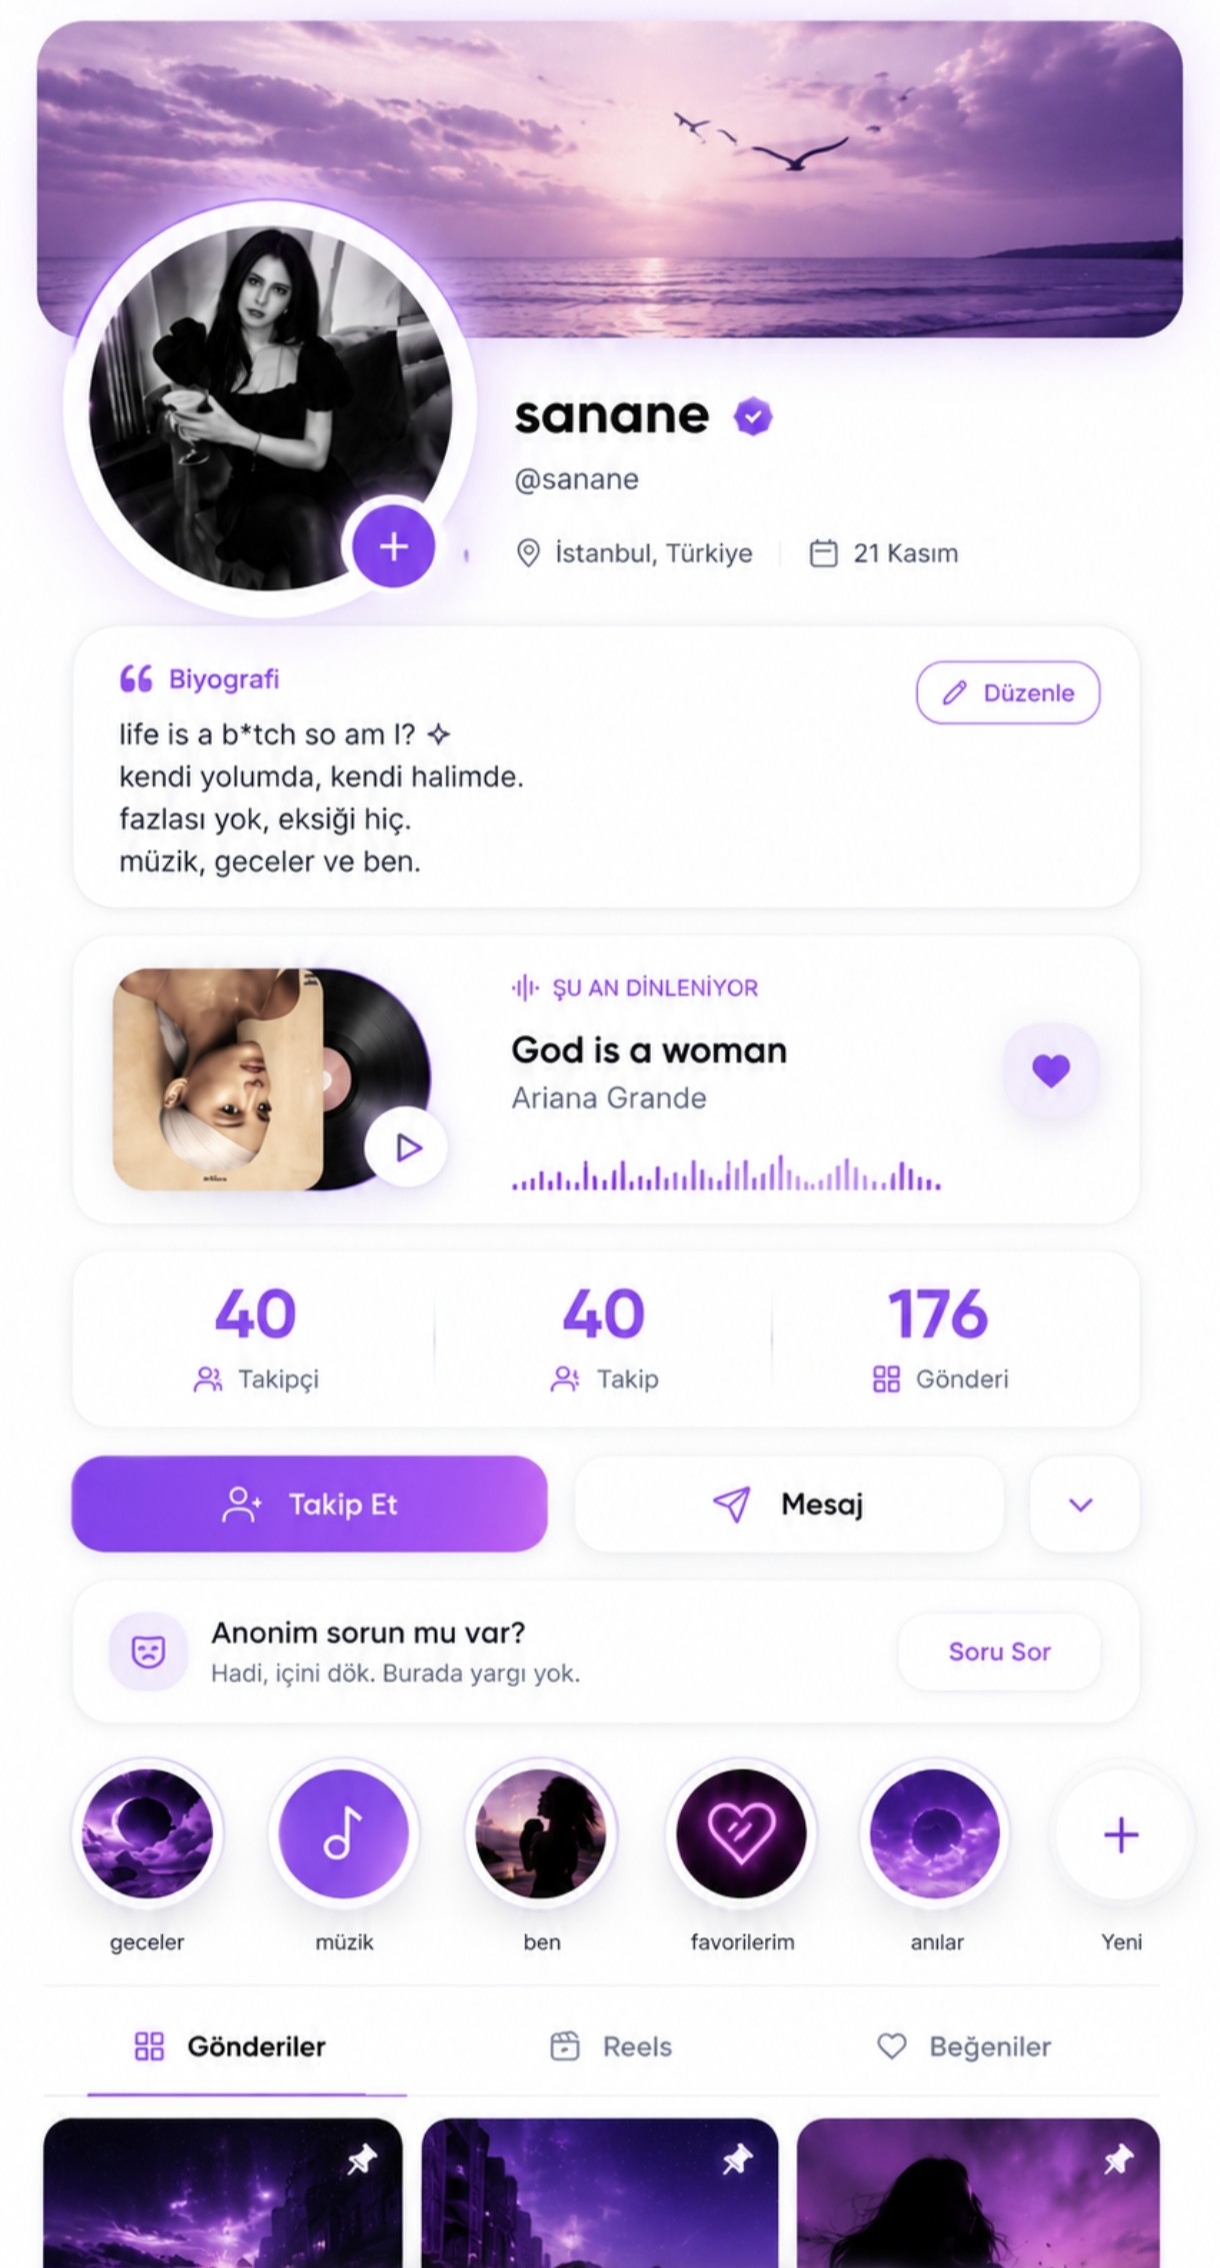 sanane
@sanane
İstanbul, Türkiye
21 Kasım
Biyografi
Düzenle
life is a b*tch so am I? ✧
kendi yolumda, kendi halimde.
fazlası yok, eksiği hiç.
müzik, geceler ve ben.
ŞU AN DİNLENİYOR
God is a woman
Ariana Grande
40
Takipçi
40
Takip
176
Gönderi
Takip Et
Mesaj
Anonim sorun mu var?
Hadi, içini dök. Burada yargı yok.
Soru Sor
geceler
müzik
ben
favorilerim
anılar
Yeni
Gönderiler
Reels
Beğeniler